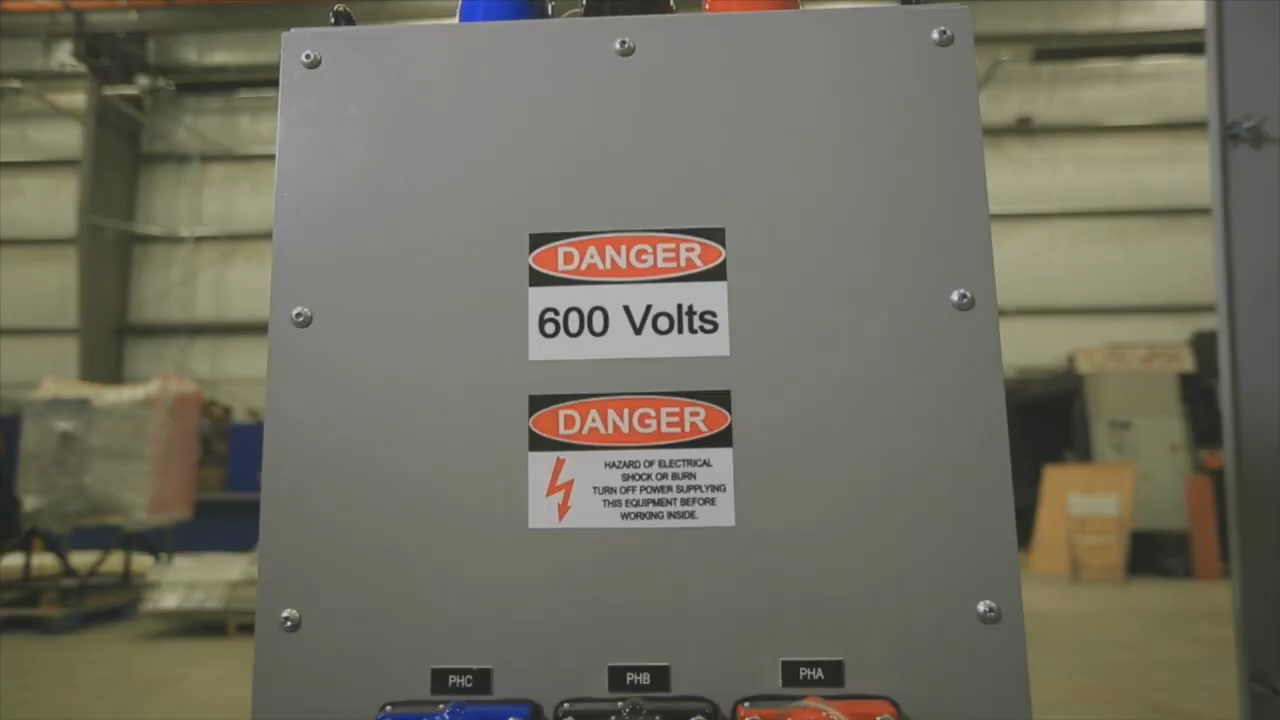 DANGER
600 Volts
DANGER
HAZARD OF ELECTRICAL
SHOCK OR BURN
TURN OFF POWER SUPPLYING
THIS EQUIPMENT BEFORE
WORKING INSIDE.
PHC PHB PHA